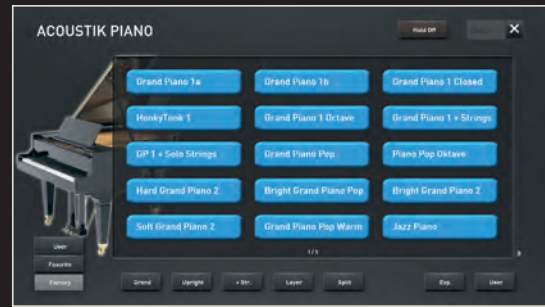 ACOUSTIK PIANO
Hold Off
X
Grand Piano 1a
Grand Piano 1b
Grand Piano 1 Closed
HonkyTonk 1
Grand Piano 1 Octave
Grand Piano 1 + Strings
GP 1 + Solo Strings
Grand Piano Pop
Piano Pop Oktave
Hard Grand Piano 2
Bright Grand Piano Pop
Bright Grand Piano 2
Soft Grand Piano 2
Grand Piano Pop Warm
Jazz Piano
User
Favorite
Factory
Grand
Upright
+ Str.
Layer
Split
Exp.
User